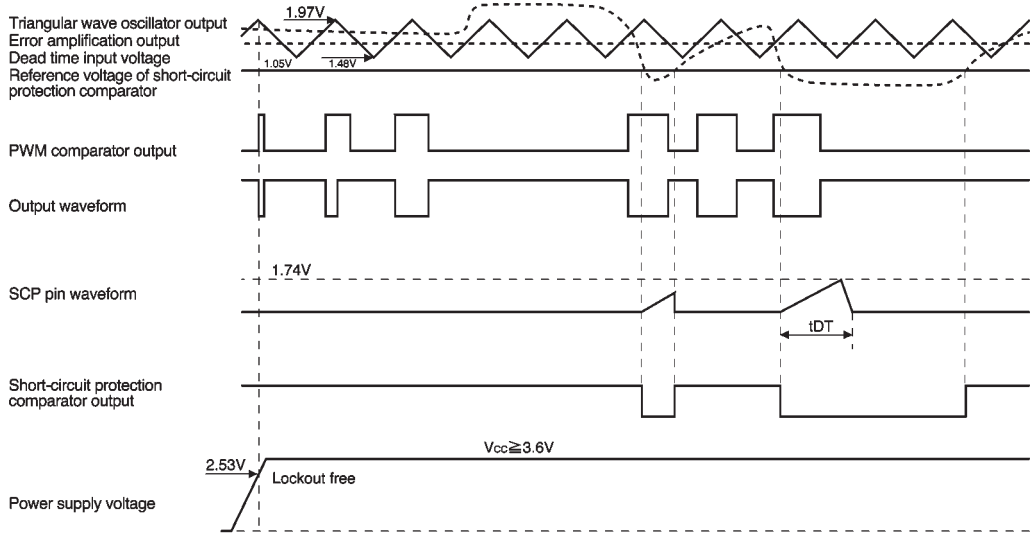 Triangular wave oscillator output
1.97V
Error amplification output
Dead time input voltage
1.05V
1.48V
Reference voltage of short-circuit
protection comparator
PWM comparator output
Output waveform
1.74V
SCP pin waveform
tDT
Short-circuit protection
comparator output
Vcc≧3.6V
2.53V
Lockout free
Power supply voltage